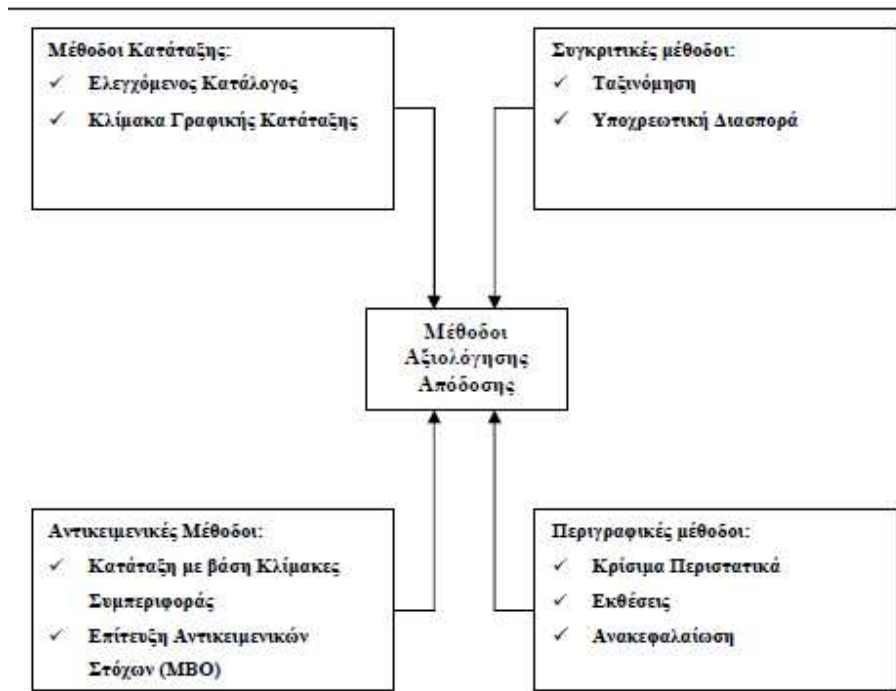 Μέθοδοι Κατάταξης:
✓ Ελεγχόμενος Κατάλογος
✓ Κλίμακα Γραφικής Κατάταξης
Συγκριτικές μέθοδοι:
✓ Ταξινόμηση
✓ Υποχρεωτική Διασπορά
Μέθοδοι
Αξιολόγησης
Απόδοσης
Αντικειμενικές Μέθοδοι:
✓ Κατάταξη με βάση Κλίμακες
Συμπεριφοράς
✓ Επίτευξη Αντικειμενικών
Στόχων (MBO)
Περιγραφικές μέθοδοι:
✓ Κρίσιμα Περιστατικά
✓ Εκθέσεις
✓ Ανακεφαλαίωση